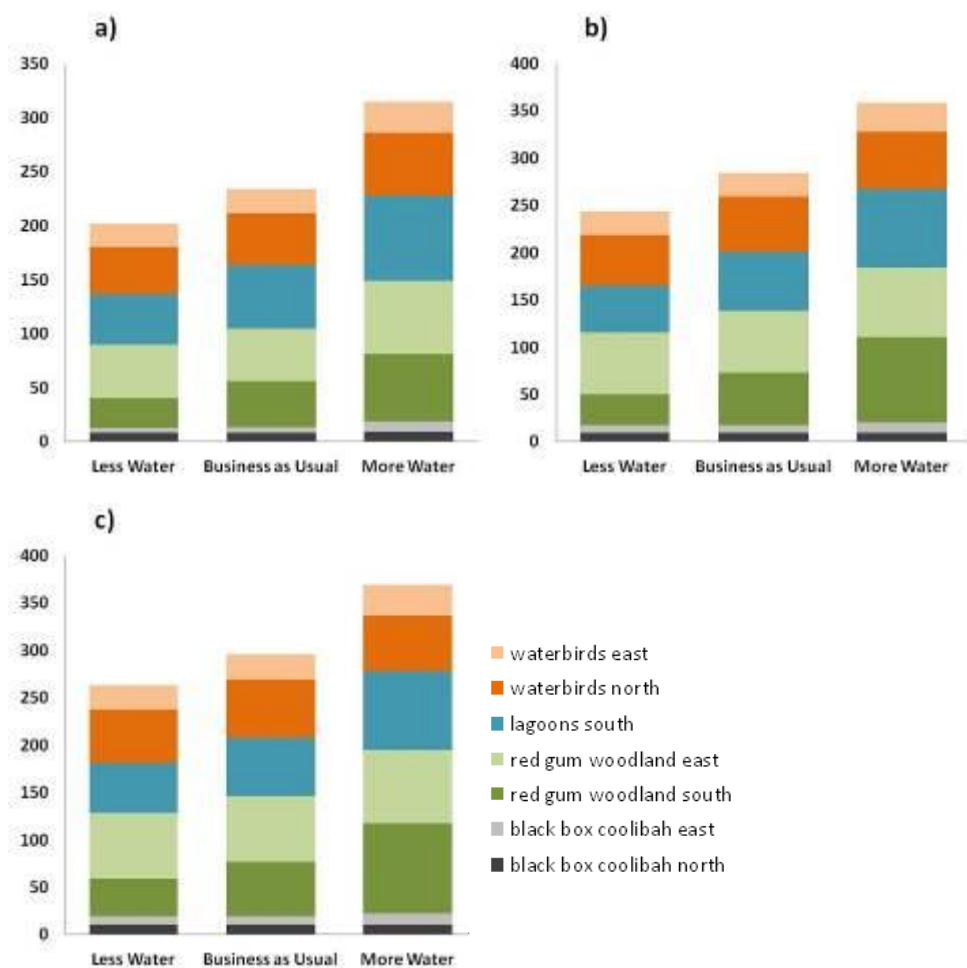 a)
350
300
250
200
150
100
50
0
Less Water Business as Usual More Water
b)
400
350
300
250
200
150
100
50
0
Less Water Business as Usual More Water
c)
400
350
300
250
200
150
100
50
0
Less Water Business as Usual More Water
waterbirds east
waterbirds north
lagoons south
red gum woodland east
red gum woodland south
black box coolibah east
black box coolibah north